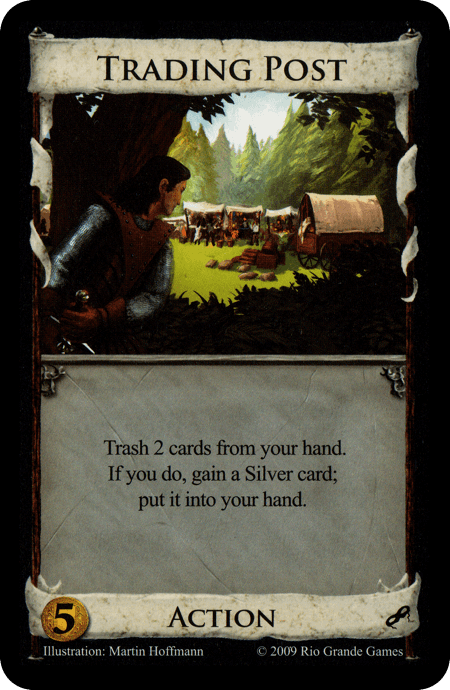 Trading Post
Trash 2 cards from your hand.
If you do, gain a Silver card;
put it into your hand.
5
Action
Illustration: Martin Hoffmann
© 2009 Rio Grande Games